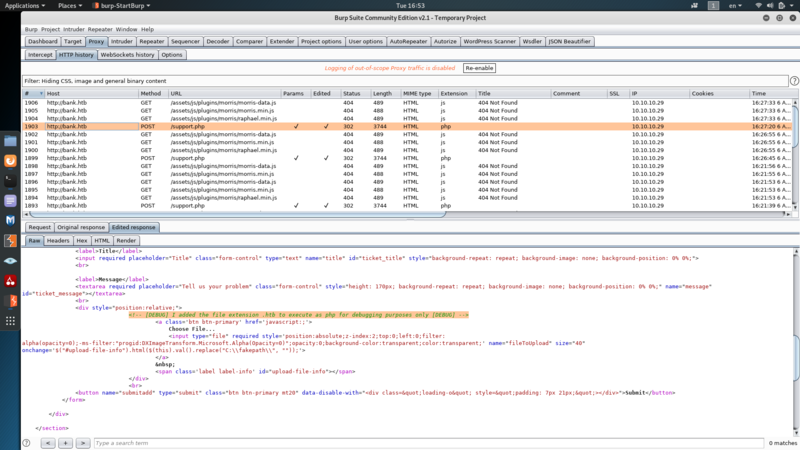 Applications ▾ Places ▾ burp-StartBurp ▾ Tue 16:53 1 en ▾
Burp Suite Community Edition v2.1 - Temporary Project
Burp Project Intruder Repeater Window Help
Dashboard Target Proxy Intruder Repeater Sequencer Decoder Comparer Extender Project options User options AutoRepeater Autorize WordPress Scanner Wsdler JSON Beautifier
Intercept HTTP history WebSockets history Options
Logging of out-of-scope Proxy traffic is disabled. Re-enable
Filter: Hiding CSS, image and general binary content
# Host Method URL Params Edited Status Length MIME type Extension Title Comment SSL IP Cookies Time
1906 http://bank.htb GET /assets/js/plugins/morris/morris-data.js 404 489 HTML js 404 Not Found 10.10.10.29 16:27:33 6 A...
1905 http://bank.htb GET /assets/js/plugins/morris/morris.min.js 404 488 HTML js 404 Not Found 10.10.10.29 16:27:33 6 A...
1904 http://bank.htb GET /assets/js/plugins/morris/raphael.min.js 404 489 HTML js 404 Not Found 10.10.10.29 16:27:33 6 A...
1903 http://bank.htb POST /support.php ✓ ✓ 302 3744 HTML php 10.10.10.29 16:27:20 6 A...
1902 http://bank.htb GET /assets/js/plugins/morris/morris-data.js 404 489 HTML js 404 Not Found 10.10.10.29 16:26:55 6 A...
1901 http://bank.htb GET /assets/js/plugins/morris/morris.min.js 404 488 HTML js 404 Not Found 10.10.10.29 16:26:55 6 A...
1900 http://bank.htb GET /assets/js/plugins/morris/raphael.min.js 404 489 HTML js 404 Not Found 10.10.10.29 16:26:55 6 A...
1899 http://bank.htb POST /support.php ✓ ✓ 302 3744 HTML php 10.10.10.29 16:26:45 6 A...
1898 http://bank.htb GET /assets/js/plugins/morris/morris-data.js 404 489 HTML js 404 Not Found 10.10.10.29 16:21:54 6 A...
1897 http://bank.htb GET /assets/js/plugins/morris/morris.min.js 404 488 HTML js 404 Not Found 10.10.10.29 16:21:53 6 A...
1896 http://bank.htb GET /assets/js/plugins/morris/raphael.min.js 404 489 HTML js 404 Not Found 10.10.10.29 16:21:53 6 A...
1895 http://bank.htb GET /assets/js/plugins/morris/morris.min.js 404 488 HTML js 404 Not Found 10.10.10.29 16:21:53 6 A...
1894 http://bank.htb GET /assets/js/plugins/morris/raphael.min.js 404 489 HTML js 404 Not Found 10.10.10.29 16:21:53 6 A...
1893 http://bank.htb POST /support.php ✓ ✓ 302 3744 HTML php 10.10.10.29 16:21:39 6 A...
Request Original response Edited response
Raw Headers Hex HTML Render
<label>Title</label>
<input required placeholder="Title" class="form-control" type="text" name="title" id="ticket_title" style="background-repeat: repeat; background-image: none; background-position: 0% 0%;">
<br>
<label>Message</label>
<textarea required placeholder="Tell us your problem" class="form-control" style="height: 170px; background-repeat: repeat; background-image: none; background-position: 0% 0%;" name="message"
id="ticket_message"></textarea>
<br>
<div style="position:relative;">
<!-- [DEBUG] I added the file extension .htb to execute as php for debugging purposes only [DEBUG] -->
<a class='btn btn-primary' href='javascript:;'>
Choose File...
<input type="file" required style='position:absolute;z-index:2;top:0;left:0;filter:
alpha(opacity=0);-ms-filter:"progid:DXImageTransform.Microsoft.Alpha(Opacity=0)";opacity:0;background-color:transparent;color:transparent;' name="fileToUpload" size="40"
onchange='$("#upload-file-info").html($(this).val().replace("C:\\fakepath\\", ""));'>
</a>
&nbsp;
<span class='label label-info' id="upload-file-info"></span>
</div>
<br>
<button name="submitadd" type="submit" class="btn btn-primary mt20" data-disable-with="<div class=&quot;loading-o&quot; style=&quot;padding: 7px 21px;&quot;></div>">Submit</button>
</form>
</div>
</section>
? < + > Type a search term 0 matches